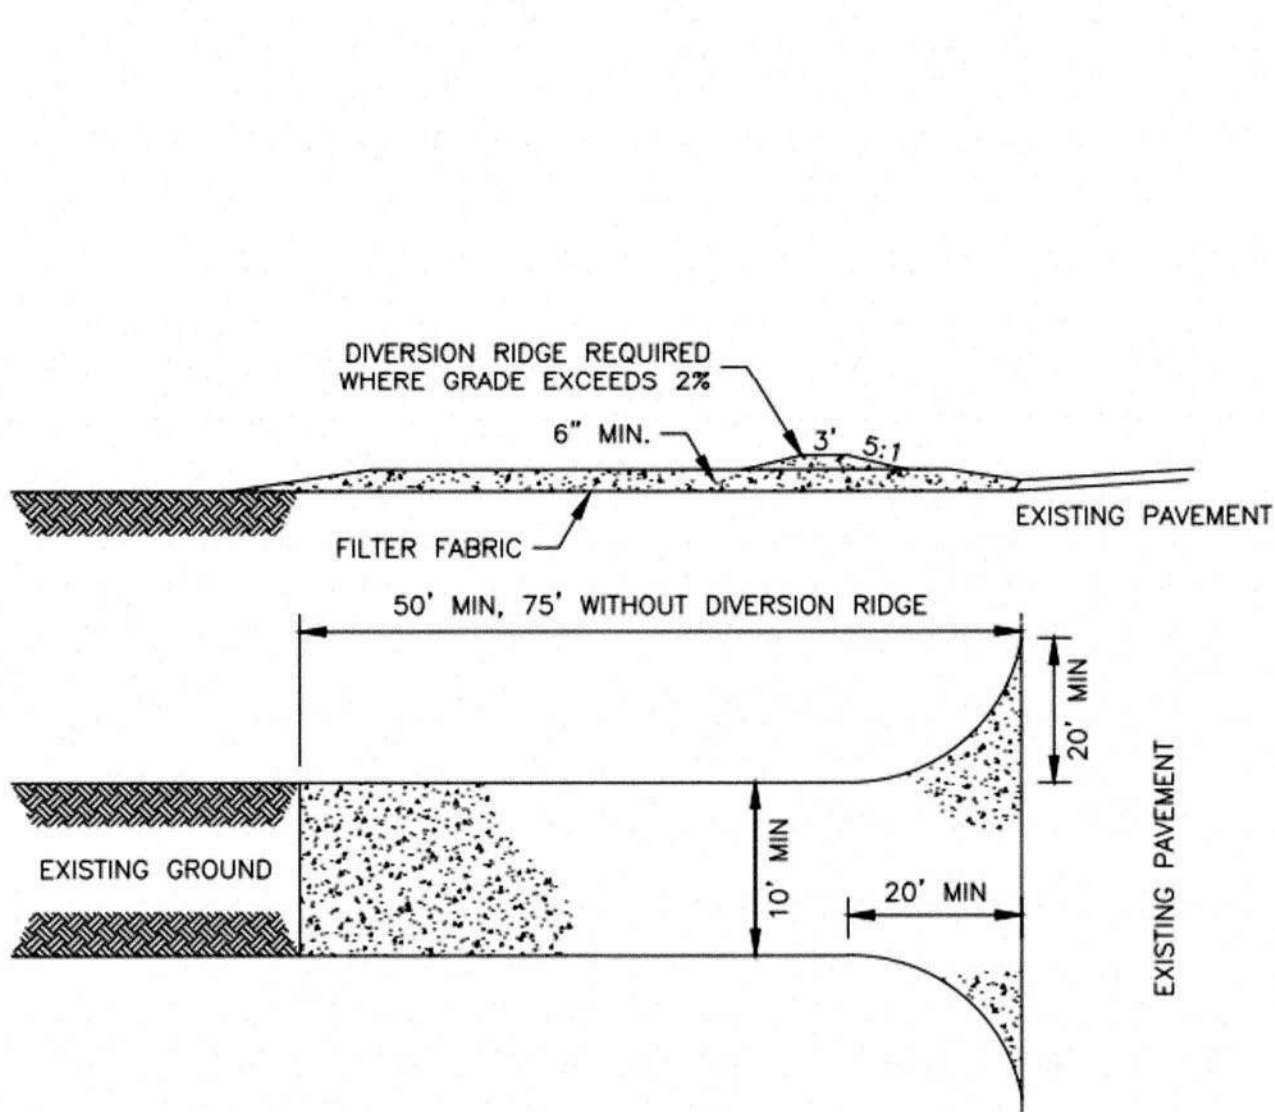 DIVERSION RIDGE REQUIRED
WHERE GRADE EXCEEDS 2%
6" MIN.
3'
5:1
EXISTING PAVEMENT
FILTER FABRIC
50' MIN, 75' WITHOUT DIVERSION RIDGE
20' MIN
EXISTING GROUND
10' MIN
20' MIN
EXISTING PAVEMENT